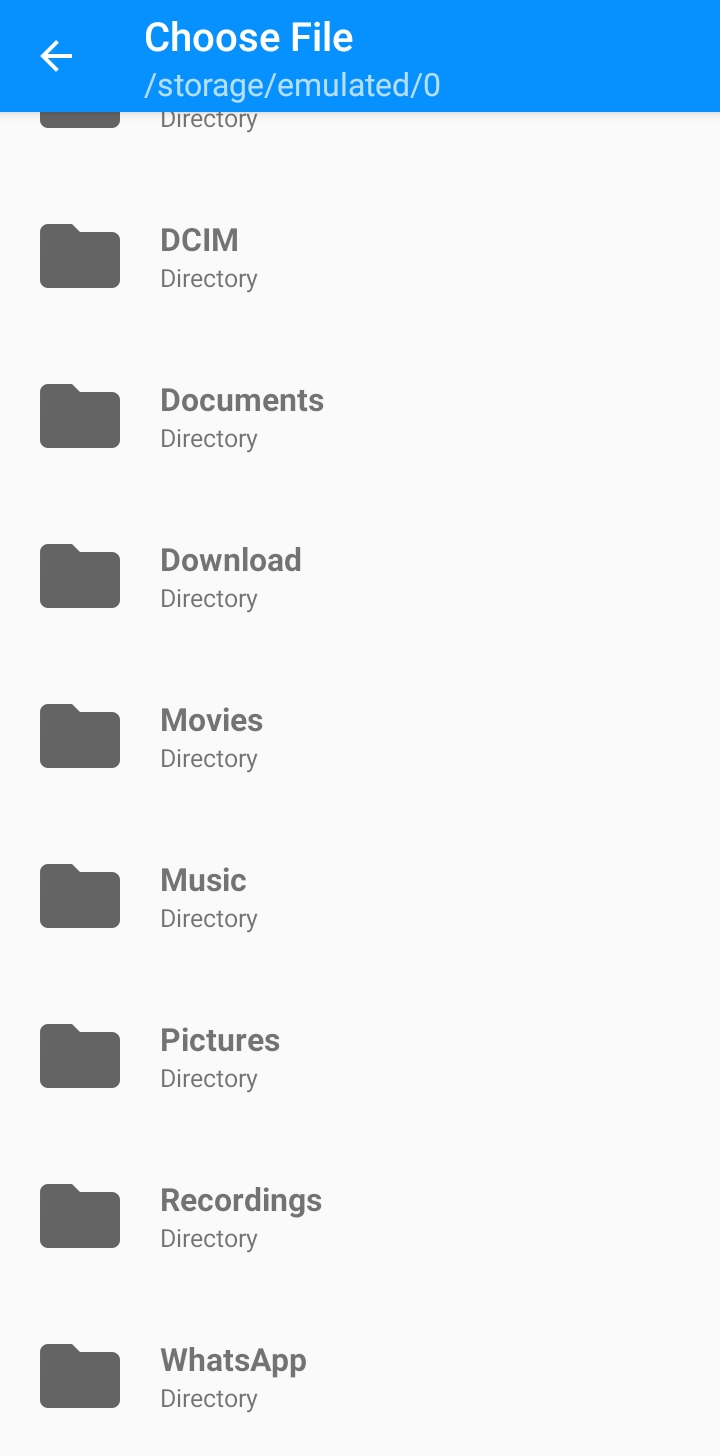 Choose File
/storage/emulated/0
Directory
DCIM
Directory
Documents
Directory
Download
Directory
Movies
Directory
Music
Directory
Pictures
Directory
Recordings
Directory
WhatsApp
Directory